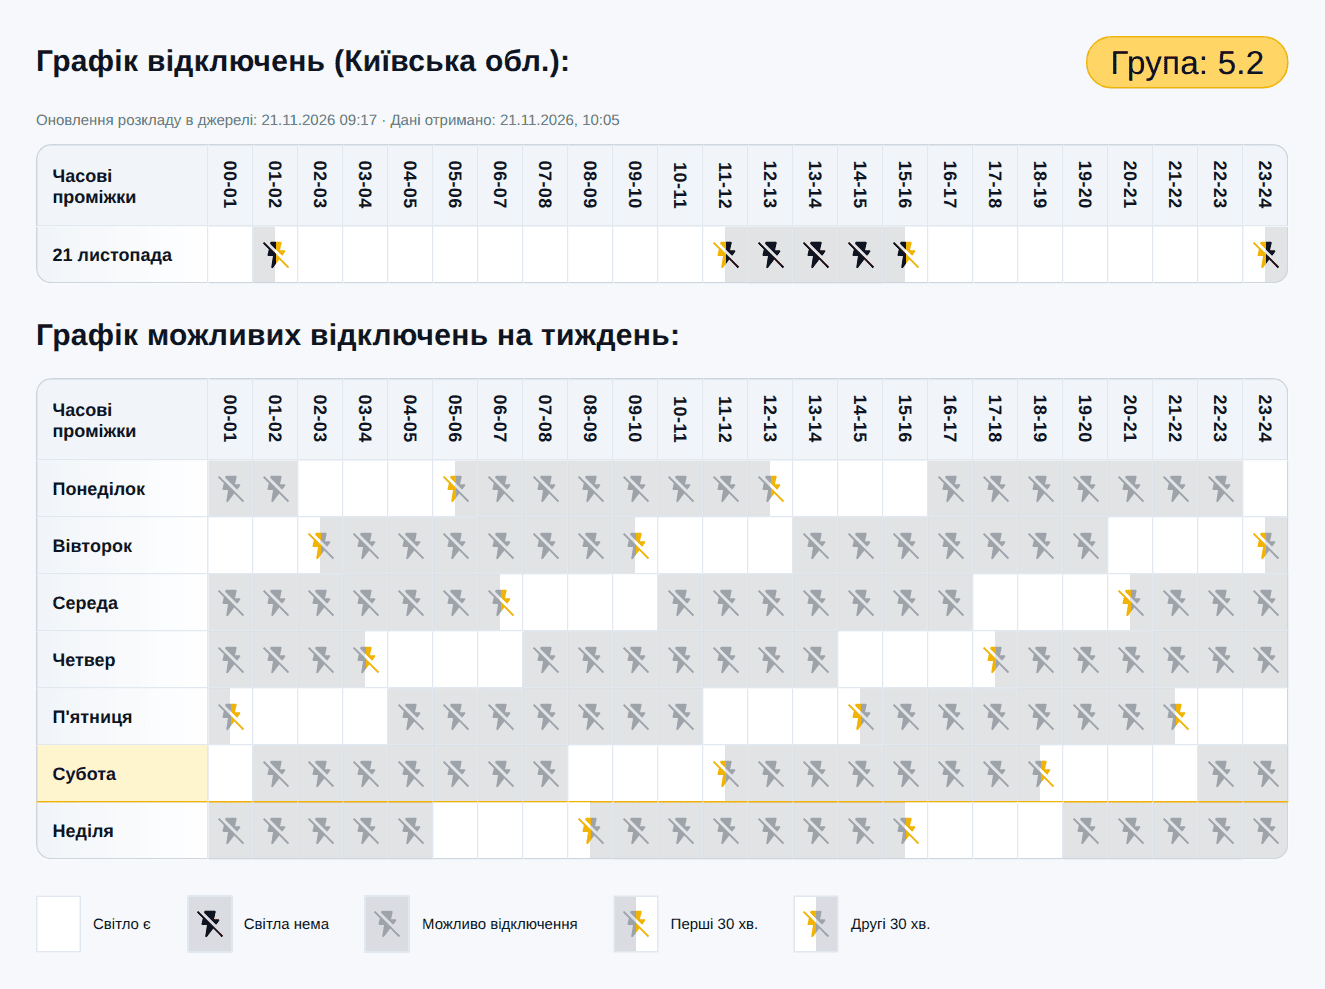 Графік відключень (Київська обл.):
Група: 5.2
Оновлення розкладу в джерелі: 21.11.2026 09:17 · Дані отримано: 21.11.2026, 10:05
Часові проміжки 00-01 01-02 02-03 03-04 04-05 05-06 06-07 07-08 08-09 09-10 10-11 11-12 12-13 13-14 14-15 15-16 16-17 17-18 18-19 19-20 20-21 21-22 22-23 23-24
21 листопада
Графік можливих відключень на тиждень:
Часові проміжки 00-01 01-02 02-03 03-04 04-05 05-06 06-07 07-08 08-09 09-10 10-11 11-12 12-13 13-14 14-15 15-16 16-17 17-18 18-19 19-20 20-21 21-22 22-23 23-24
Понеділок
Вівторок
Середа
Четвер
П'ятниця
Субота
Неділя
Світло є Світла нема Можливо відключення Перші 30 хв. Другі 30 хв.